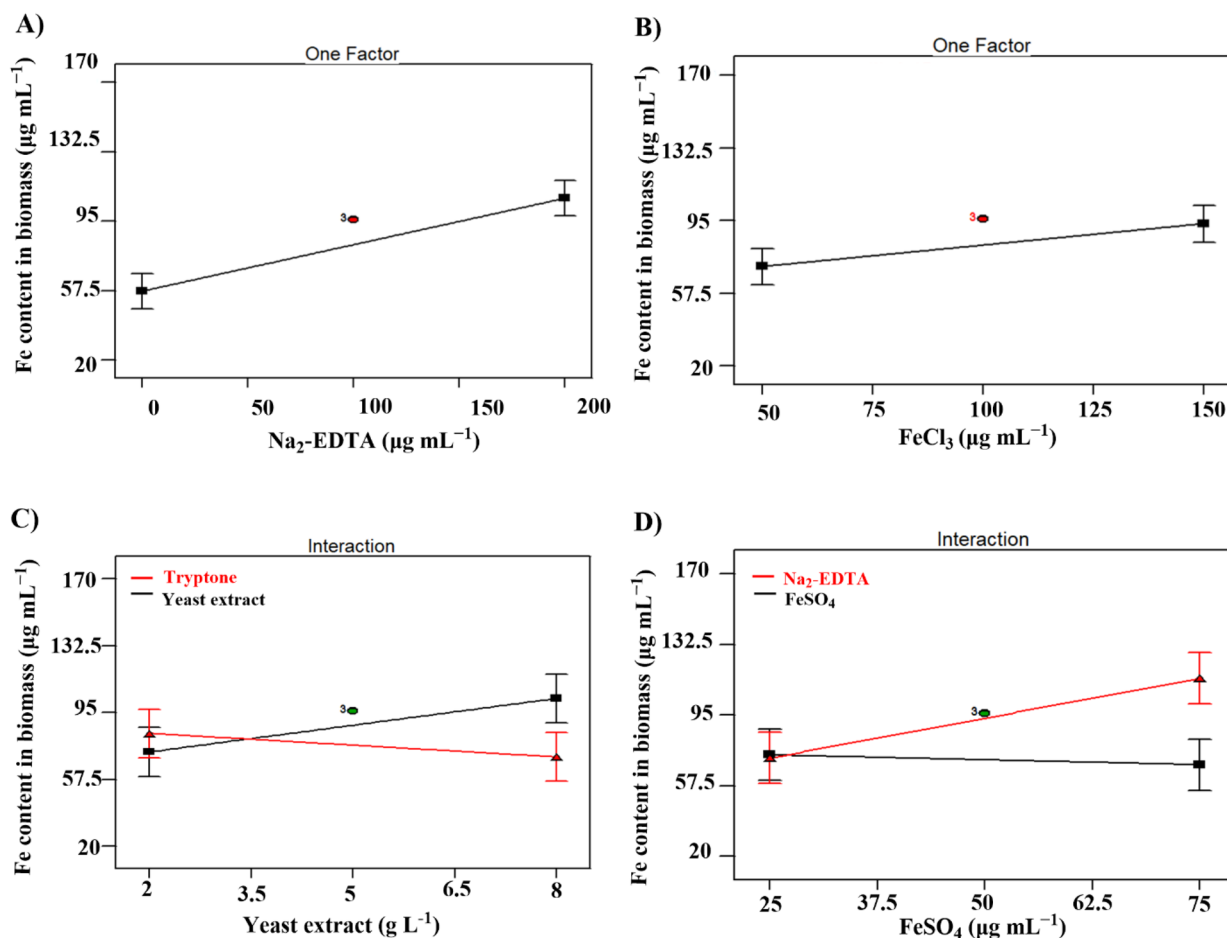 A)
One Factor
Fe content in biomass (µg mL⁻¹)
170
132.5
95
57.5
20
3
0 50 100 150 200
Na₂-EDTA (µg mL⁻¹)
B)
One Factor
Fe content in biomass (µg mL⁻¹)
170
132.5
95
57.5
20
3
50 75 100 125 150
FeCl₃ (µg mL⁻¹)
C)
Interaction
Tryptone
Yeast extract
Fe content in biomass (µg mL⁻¹)
170
132.5
95
57.5
20
3
2 3.5 5 6.5 8
Yeast extract (g L⁻¹)
D)
Interaction
Na₂-EDTA
FeSO₄
Fe content in biomass (µg mL⁻¹)
170
132.5
95
57.5
20
3
25 37.5 50 62.5 75
FeSO₄ (µg mL⁻¹)